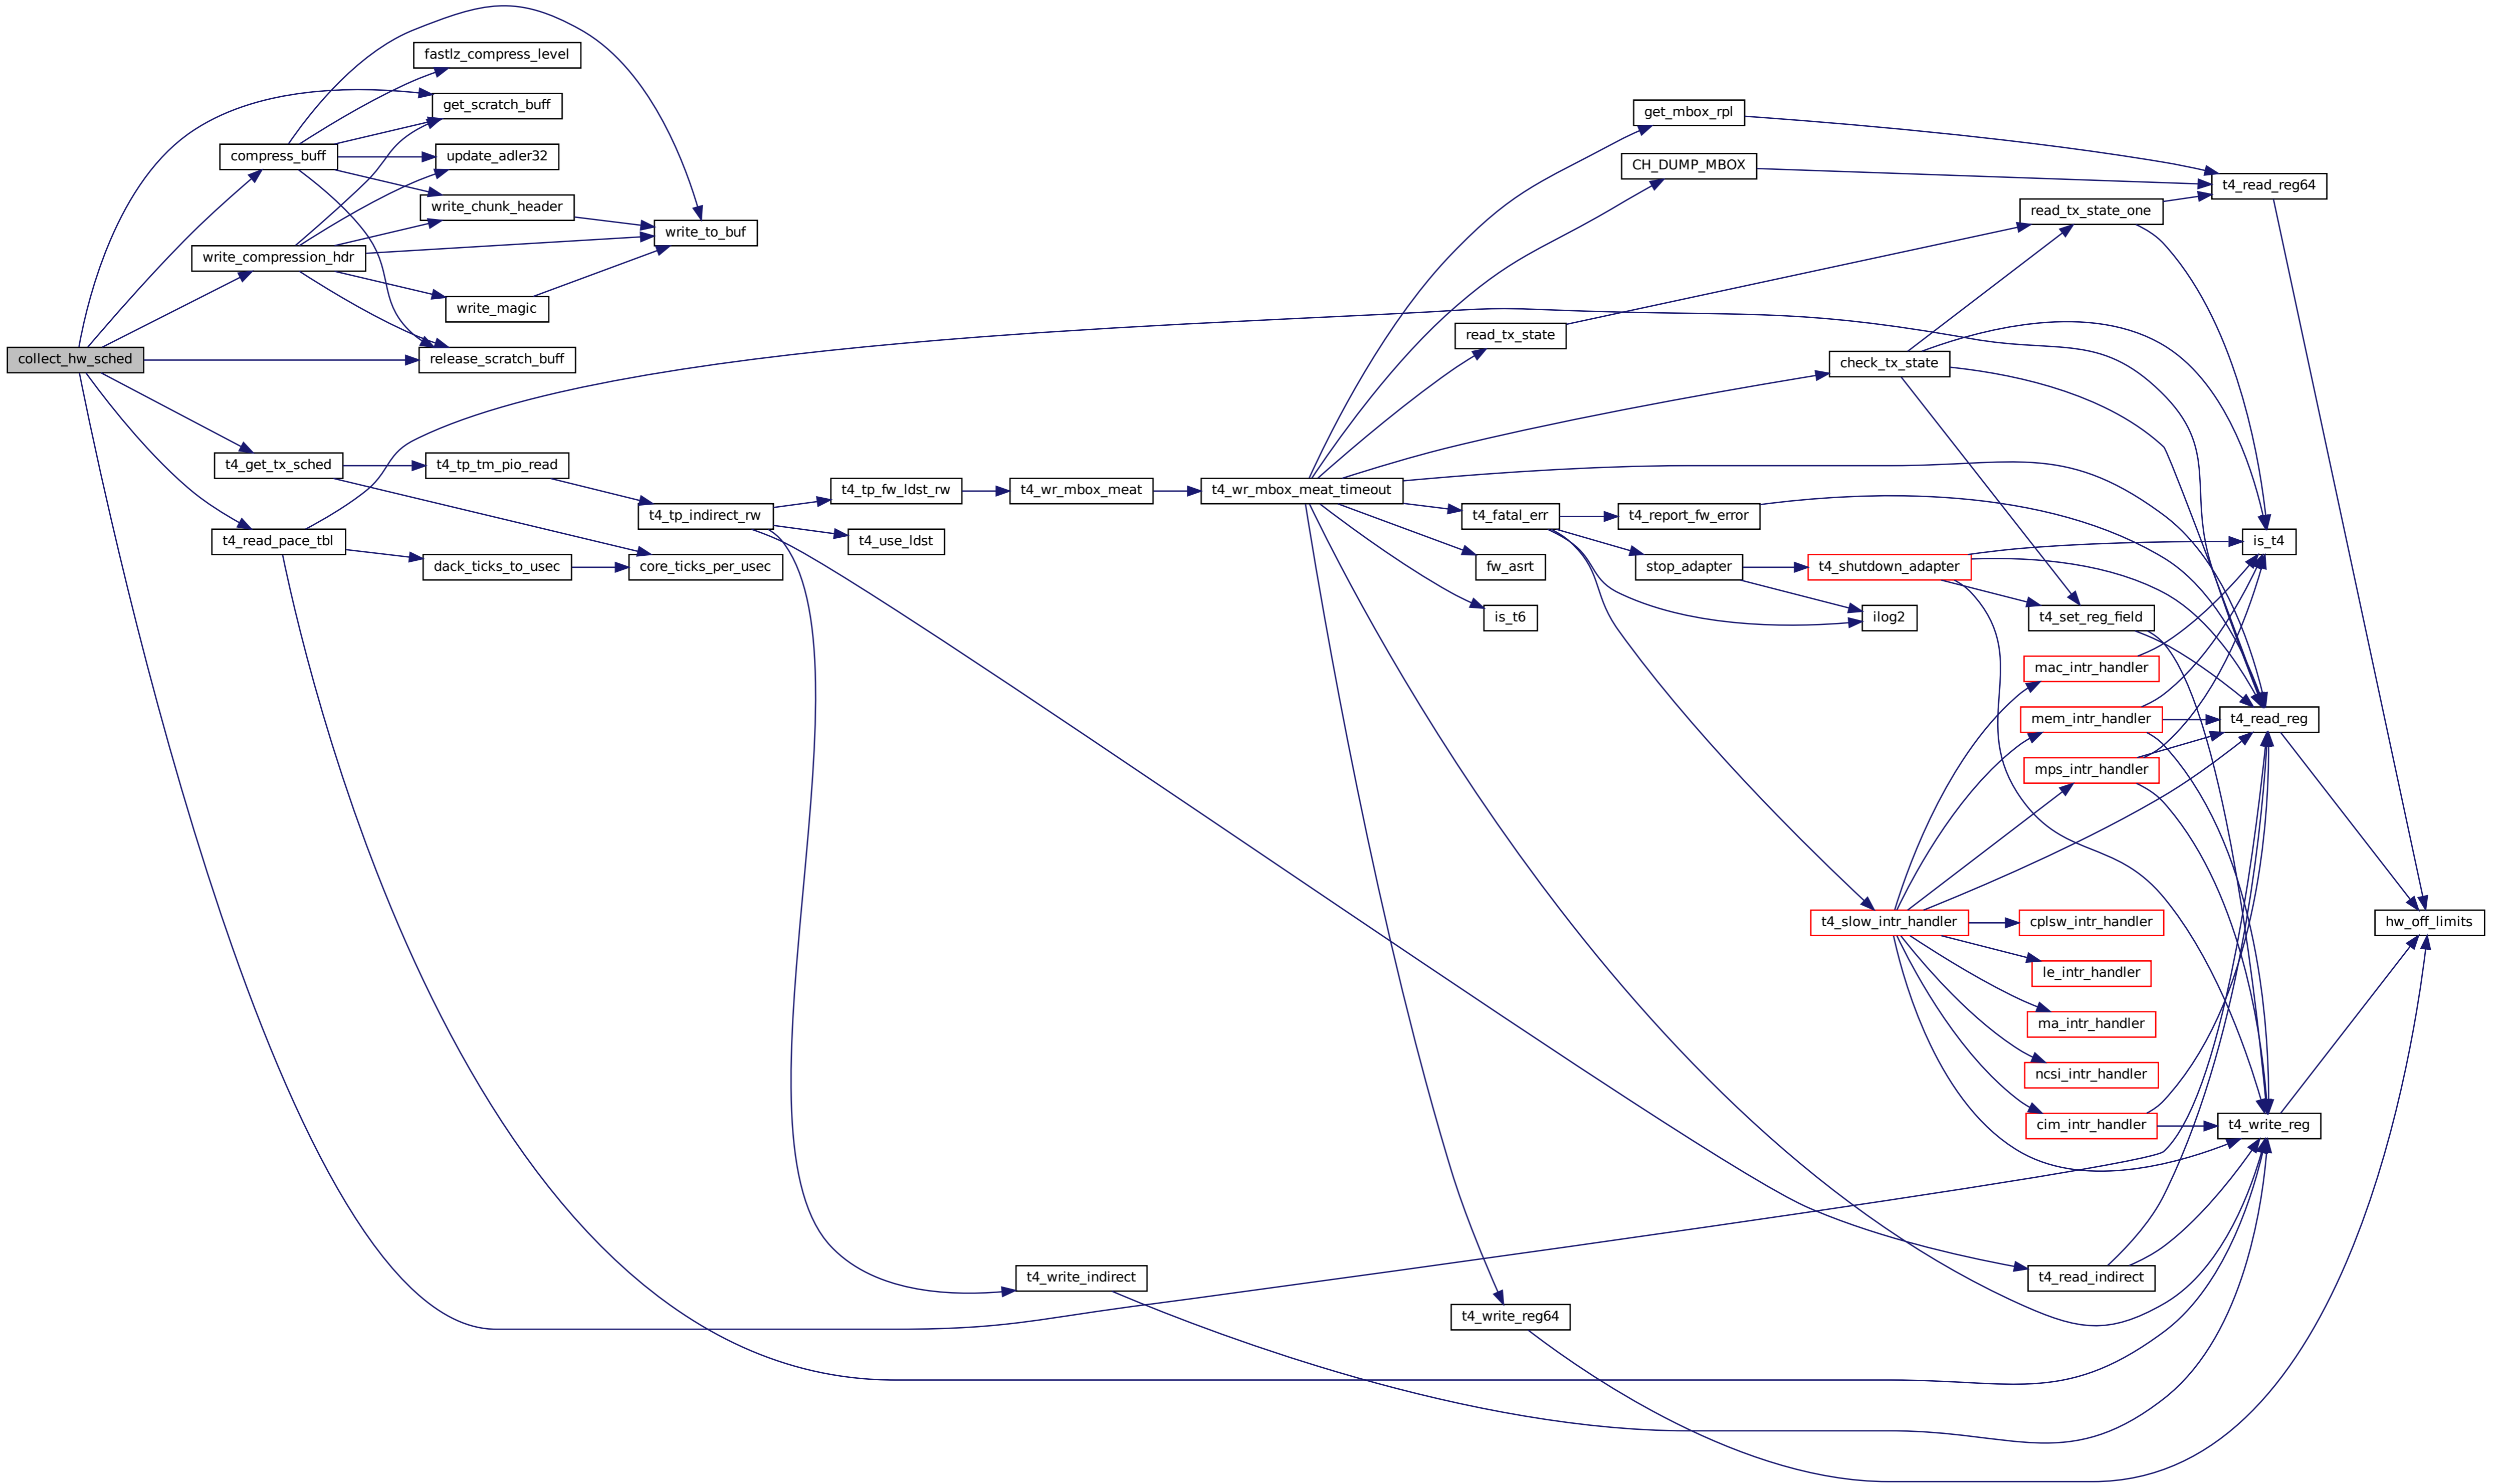 collect_hw_sched
compress_buff
write_compression_hdr
t4_get_tx_sched
t4_read_pace_tbl
fastlz_compress_level
get_scratch_buff
update_adler32
write_chunk_header
write_magic
release_scratch_buff
t4_tp_tm_pio_read
dack_ticks_to_usec
write_to_buf
t4_tp_indirect_rw
core_ticks_per_usec
t4_tp_fw_ldst_rw
t4_use_ldst
t4_wr_mbox_meat
t4_write_indirect
t4_wr_mbox_meat_timeout
read_tx_state
t4_fatal_err
fw_asrt
is_t6
t4_write_reg64
get_mbox_rpl
CH_DUMP_MBOX
t4_report_fw_error
stop_adapter
check_tx_state
t4_shutdown_adapter
ilog2
t4_slow_intr_handler
read_tx_state_one
t4_set_reg_field
mac_intr_handler
mem_intr_handler
mps_intr_handler
cplsw_intr_handler
le_intr_handler
ma_intr_handler
ncsi_intr_handler
cim_intr_handler
t4_read_indirect
t4_read_reg64
is_t4
t4_read_reg
t4_write_reg
hw_off_limits